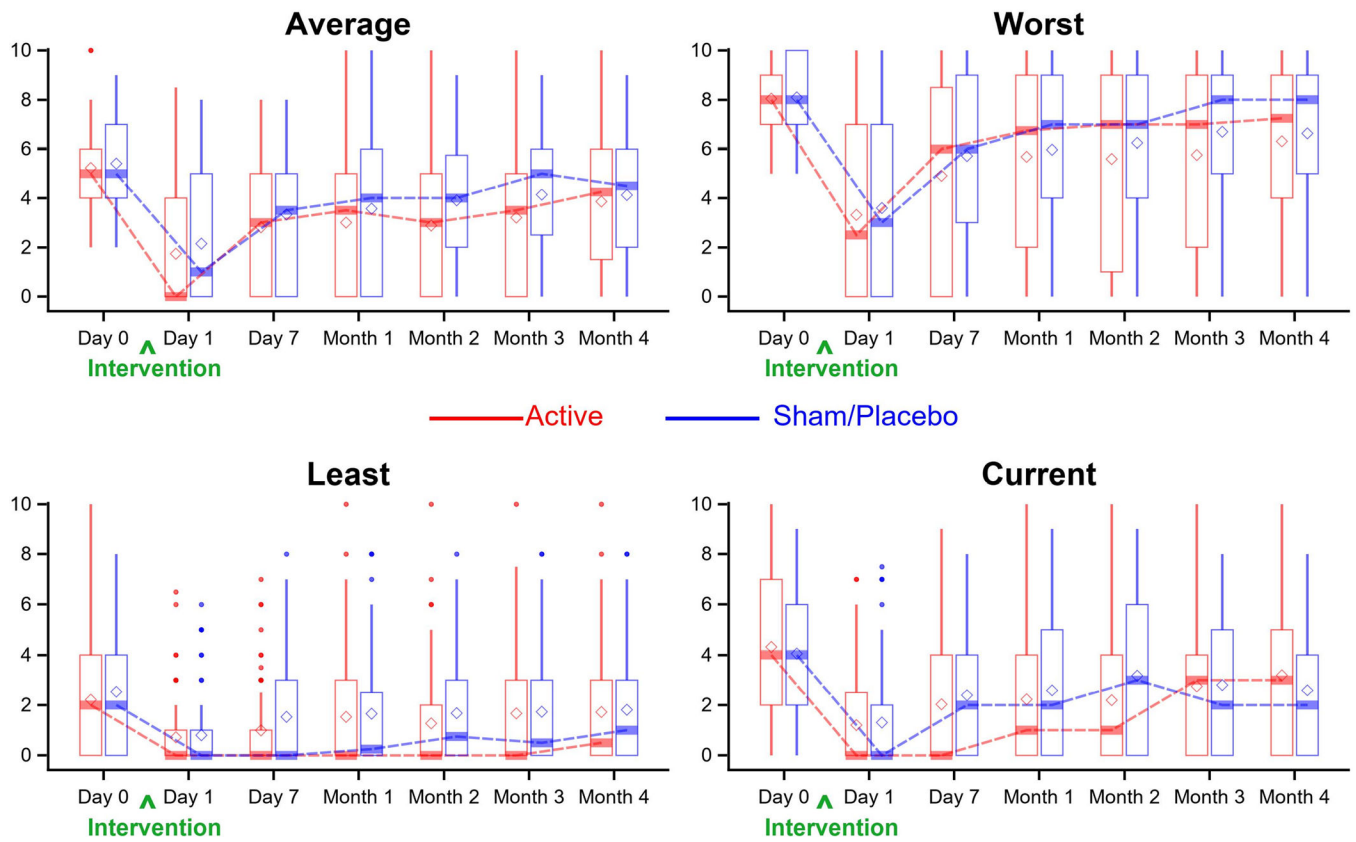 Average Worst
10 10
8 8
6 6
4 4
2 2
0 0
Day 0 Day 1 Day 7 Month 1 Month 2 Month 3 Month 4 Day 0 Day 1 Day 7 Month 1 Month 2 Month 3 Month 4
^ ^
Intervention Intervention
Active Sham/Placebo
Least Current
10 10
8 8
6 6
4 4
2 2
0 0
Day 0 Day 1 Day 7 Month 1 Month 2 Month 3 Month 4 Day 0 Day 1 Day 7 Month 1 Month 2 Month 3 Month 4
^ ^
Intervention Intervention